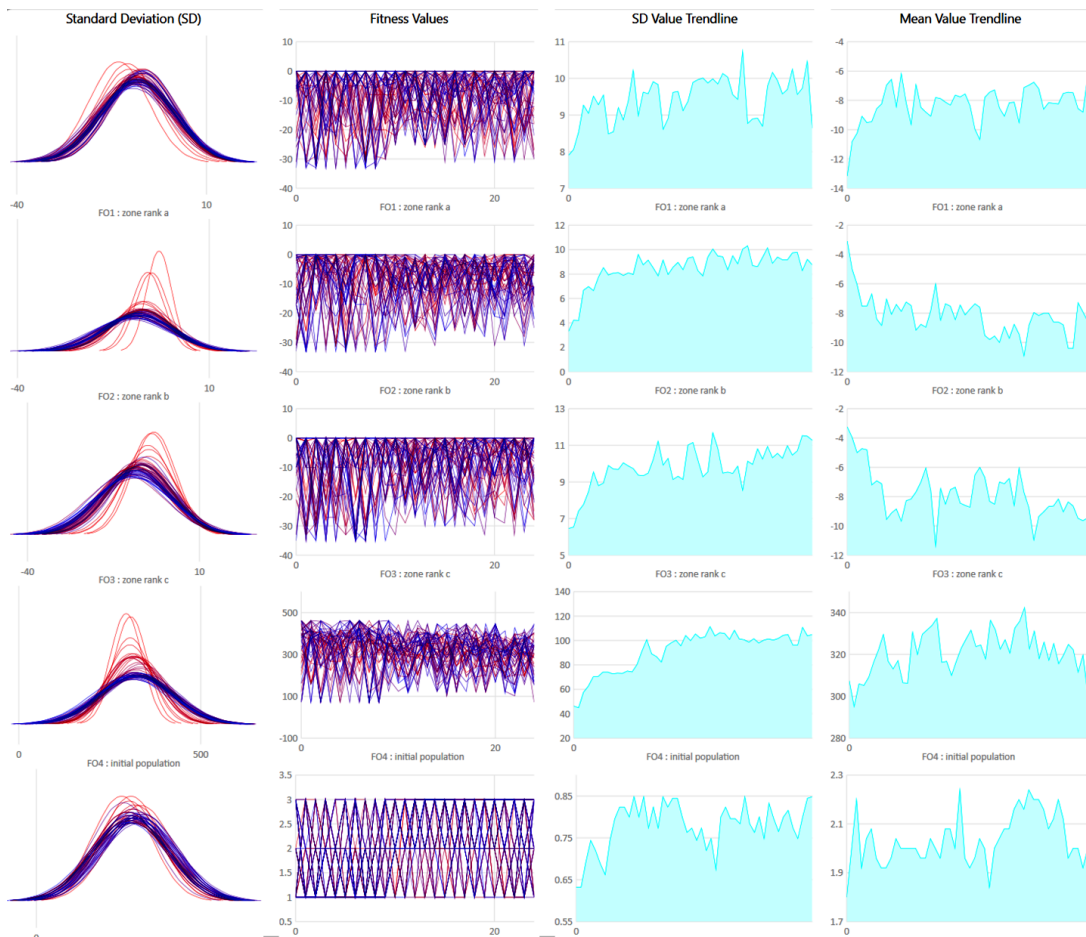 Standard Deviation (SD) Fitness Values SD Value Trendline Mean Value Trendline
10 11 -4
0 10 -6
-10 -8
-20 9 -10
-30 8 -12
-40 7 -14
-40 10 0 20 0 0
FO1 : zone rank a FO1 : zone rank a FO1 : zone rank a FO1 : zone rank a
10 12 -2
0 10 -4
-10 8 -6
-20 6 -8
-30 4 -10
-40 2 -12
0
-40 10 0 20 0 0
FO2 : zone rank b FO2 : zone rank b FO2 : zone rank b FO2 : zone rank b
10 13 -2
0 11 -4
-10 -6
-20 9 -8
-30 7 -10
-40 5 -12
-40 10 0 20 0 0
FO3 : zone rank c FO3 : zone rank c FO3 : zone rank c FO3 : zone rank c
500 140 340
300 120 320
100 100 300
-100 80 280
60
40
20
0 500 0 20 0 0
FO4 : initial population FO4 : initial population FO4 : initial population FO4 : initial population
3.5 0.85 2.3
3 0.75 2.1
2.5 0.65 1.9
2 0.55 1.7
1.5
1
0.5
0 0 20 0 0